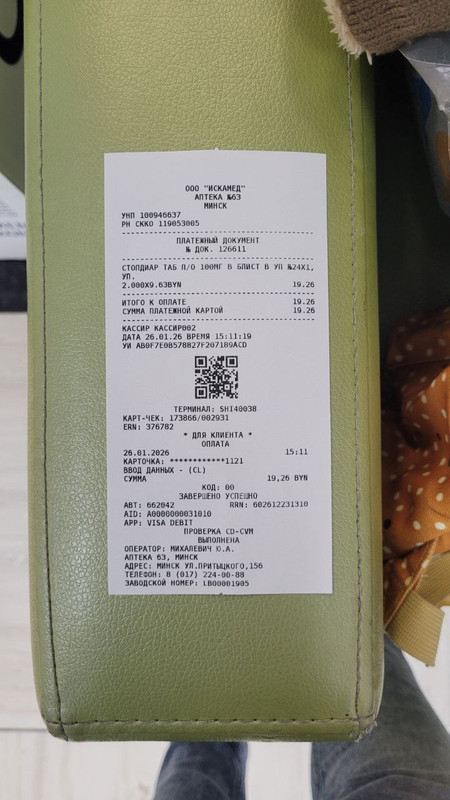 ООО "ИСКАМЕД"
АПТЕКА №63
МИНСК
УНП 100946637
РН СККО 119053005
ПЛАТЕЖНЫЙ ДОКУМЕНТ
№ ДОК. 126611
СТОПДИАР ТАБ П/О 100МГ В БЛИСТ В УП №24Х1,
УП.
2.000X9.63BYN 19.26
ИТОГО К ОПЛАТЕ 19.26
СУММА ПЛАТЕЖНОЙ КАРТОЙ 19.26
КАССИР КАССИР002
ДАТА 26.01.26 ВРЕМЯ 15:11:19
УИ AB0F7E0B578827F207189ACD
ТЕРМИНАЛ: SHI40038
КАРТ-ЧЕК: 173866/002931
ERN: 376782
* ДЛЯ КЛИЕНТА *
ОПЛАТА
26.01.2026 15:11
КАРТОЧКА: ************1121
ВВОД ДАННЫХ - (CL)
СУММА 19,26 BYN
КОД: 00
ЗАВЕРШЕНО УСПЕШНО
АВТ: 662042 RRN: 602612231310
AID: A0000000031010
APP: VISA DEBIT
ПРОВЕРКА CD-CVM
ВЫПОЛНЕНА
ОПЕРАТОР: МИХАЛЕВИЧ Ю.А.
АПТЕКА 63, МИНСК
АДРЕС: МИНСК УЛ.ПРИТЫЦКОГО,156
ТЕЛЕФОН: 8 (017) 224-00-88
ЗАВОДСКОЙ НОМЕР: LB00001905